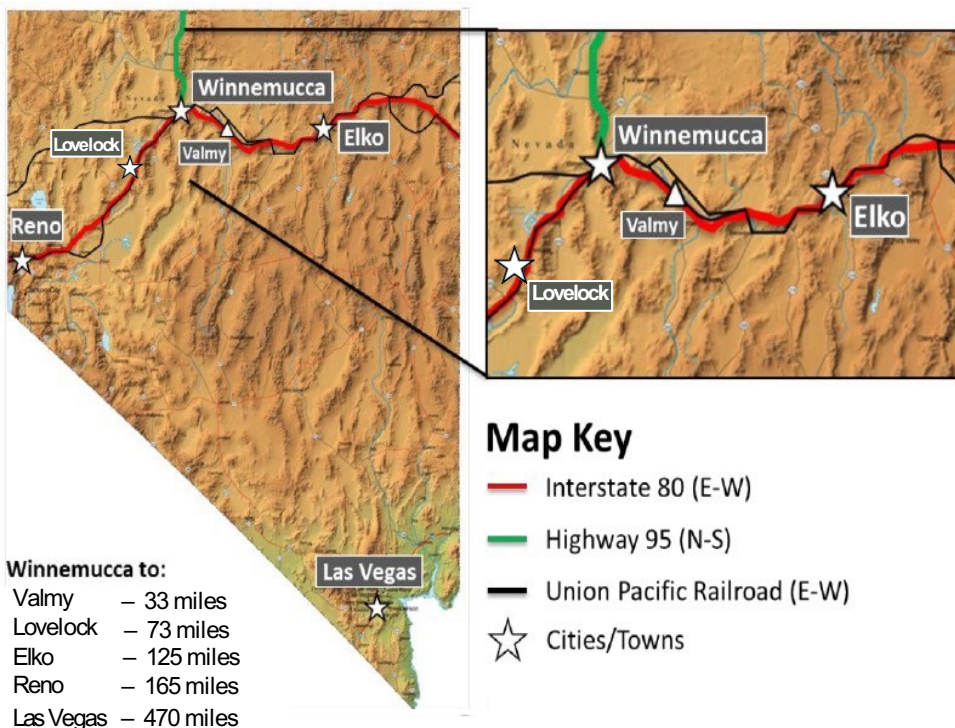 Winnemucca
Nevada
Lovelock
Valmy
Elko
Reno
Las Vegas
Winnemucca to:
Valmy – 33 miles
Lovelock – 73 miles
Elko – 125 miles
Reno – 165 miles
Las Vegas – 470 miles
Nevada
Winnemucca
Valmy
Elko
Lovelock
Map Key
Interstate 80 (E-W)
Highway 95 (N-S)
Union Pacific Railroad (E-W)
Cities/Towns